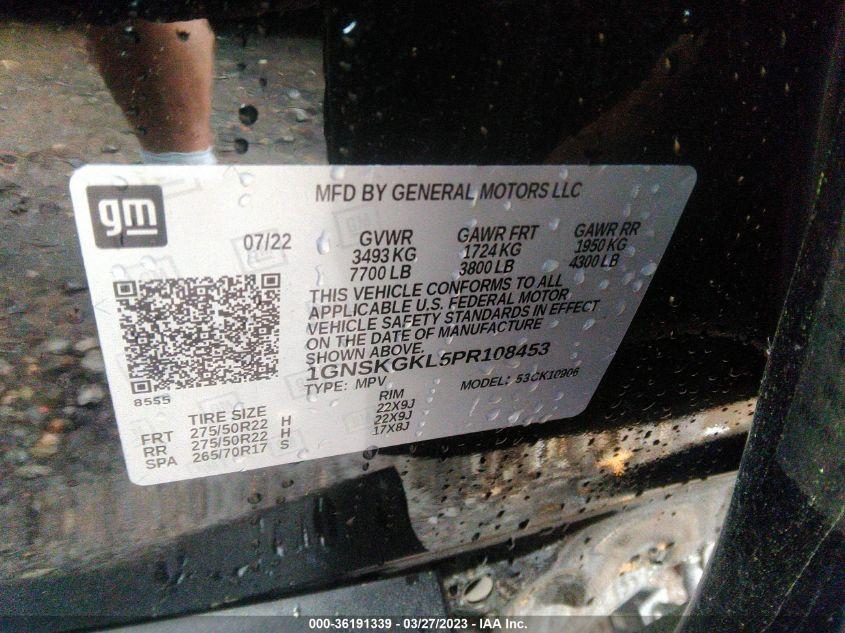 gm
MFD BY GENERAL MOTORS LLC
07/22
GVWR GAWR FRT GAWR RR
3493 KG 1724 KG 1950 KG
7700 LB 3800 LB 4300 LB
THIS VEHICLE CONFORMS TO ALL
APPLICABLE U.S. FEDERAL MOTOR
VEHICLE SAFETY STANDARDS IN EFFECT
ON THE DATE OF MANUFACTURE
SHOWN ABOVE.
1GNSKGKL5PR108453
TYPE: MPV MODEL: 53CK10906
8555
TIRE SIZE RIM
FRT 275/50R22 H 22X9J
RR 275/50R22 H 22X9J
SPA 265/70R17 S 17X8J
000-36191339 - 03/27/2023 - IAA Inc.